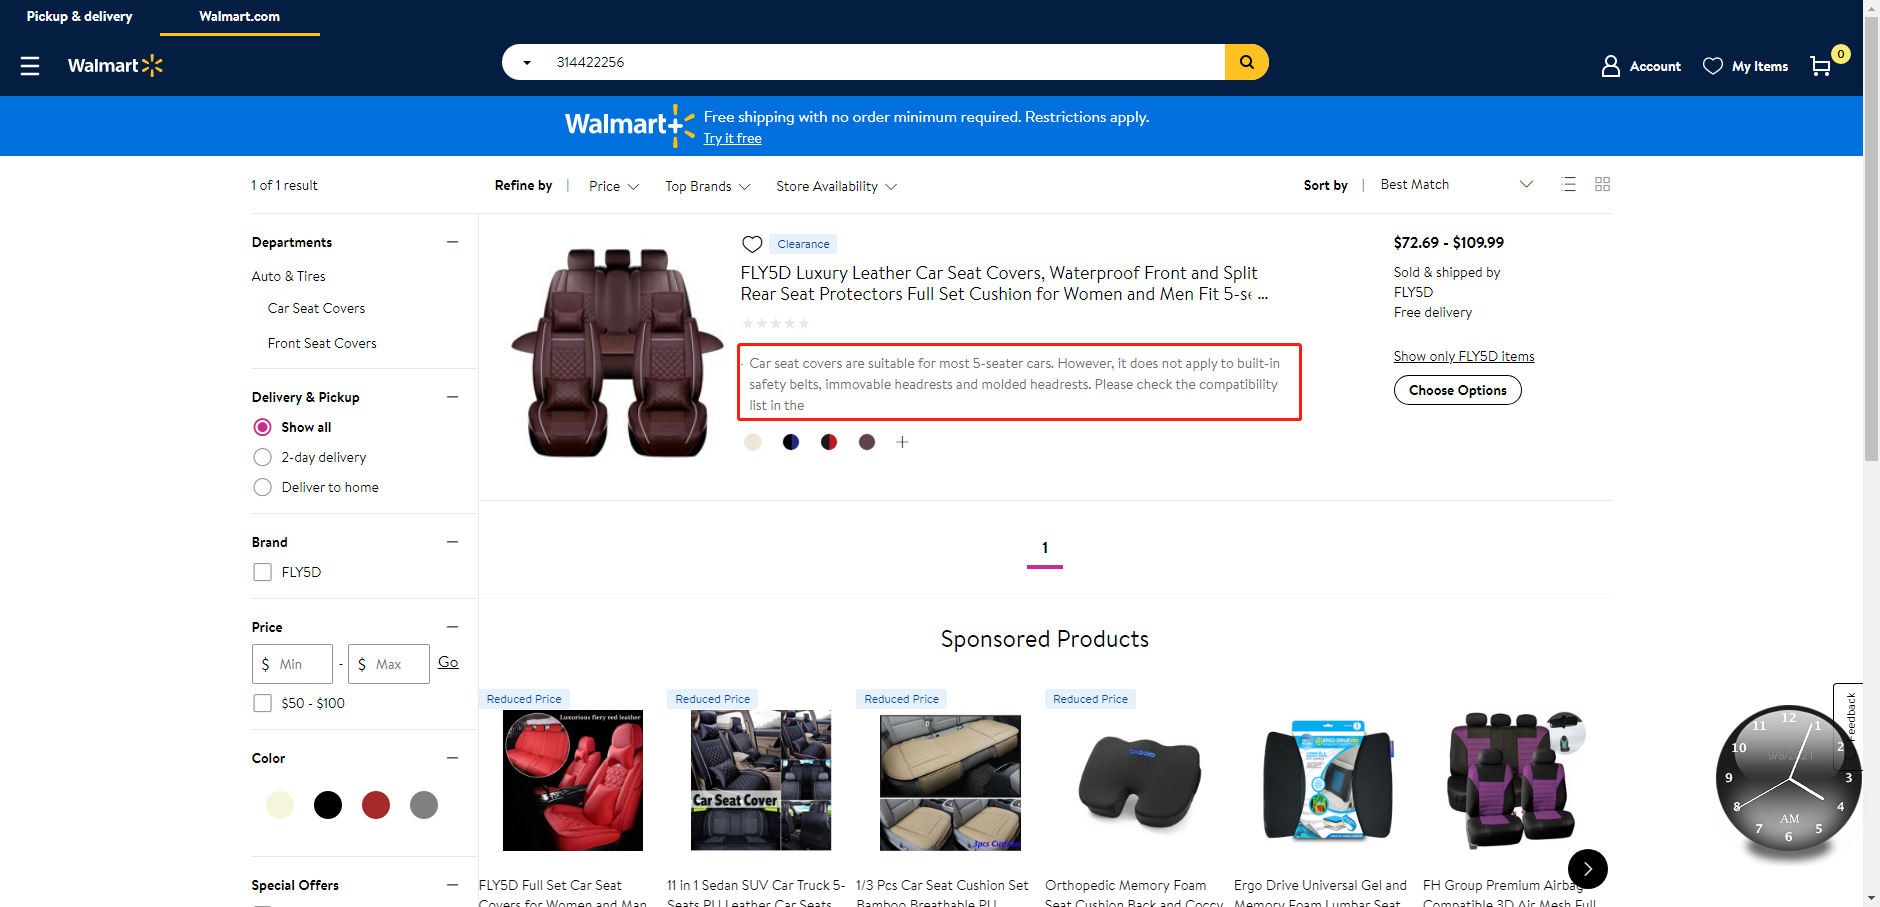 Pickup & delivery
Walmart.com
Walmart
314422256
Account
My Items
0
Walmart+
Free shipping with no order minimum required. Restrictions apply.
Try it free
1 of 1 result
Refine by
Price
Top Brands
Store Availability
Sort by
Best Match
Departments
Auto & Tires
Car Seat Covers
Front Seat Covers
Delivery & Pickup
Show all
2-day delivery
Deliver to home
Brand
FLY5D
Price
$ Min - $ Max Go
$50 - $100
Color
Special Offers
Clearance
FLY5D Luxury Leather Car Seat Covers, Waterproof Front and Split
Rear Seat Protectors Full Set Cushion for Women and Men Fit 5-se ...
· Car seat covers are suitable for most 5-seater cars. However, it does not apply to built-in
safety belts, immovable headrests and molded headrests. Please check the compatibility
list in the
+
$72.69 - $109.99
Sold & shipped by
FLY5D
Free delivery
Show only FLY5D items
Choose Options
1
Sponsored Products
Reduced Price
Luxurious fiery red leather
FLY5D Full Set Car Seat
Covers for Women and Man
Reduced Price
Car Seat Cover
11 in 1 Sedan SUV Car Truck 5-
Seats PU Leather Car Seats
Reduced Price
3pcs
1/3 Pcs Car Seat Cushion Set
Bamboo Breathable PU
Reduced Price
Orthopedic Memory Foam
Seat Cushion Back and Coccy
Ergo Drive Universal Gel and
Memory Foam Lumbar Seat
FH Group Premium Airbag
Compatible 3D Air Mesh Full
Feedback
12
1
2
3
4
5
6
7
8
9
10
11
AM